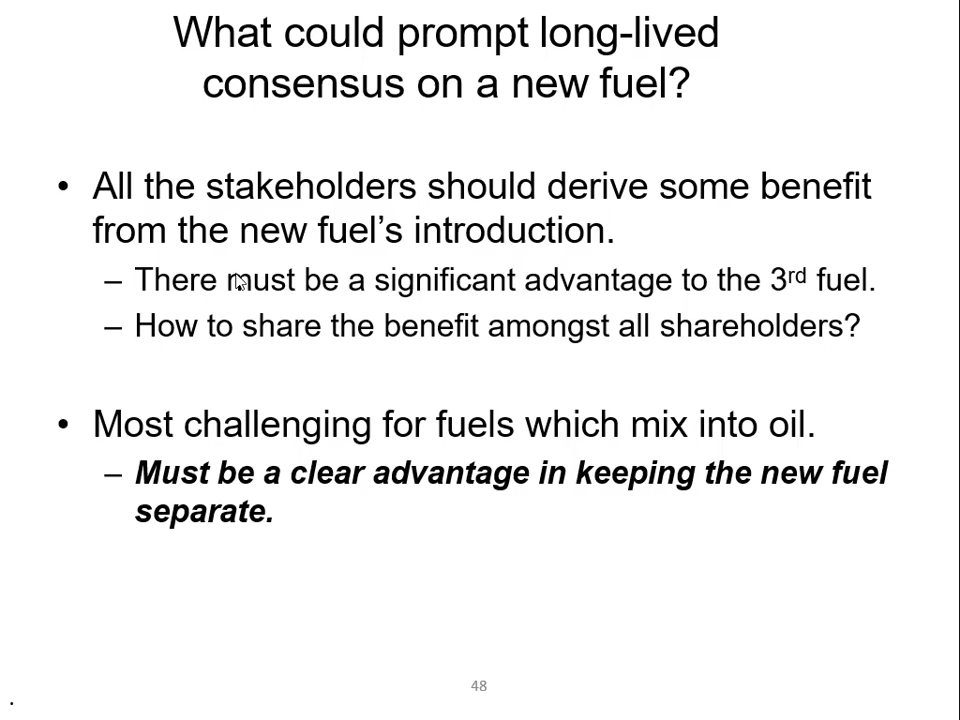 What could prompt long-lived
consensus on a new fuel?
• All the stakeholders should derive some benefit
from the new fuel’s introduction.
– There must be a significant advantage to the 3rd fuel.
– How to share the benefit amongst all shareholders?
• Most challenging for fuels which mix into oil.
– Must be a clear advantage in keeping the new fuel
separate.
48
.